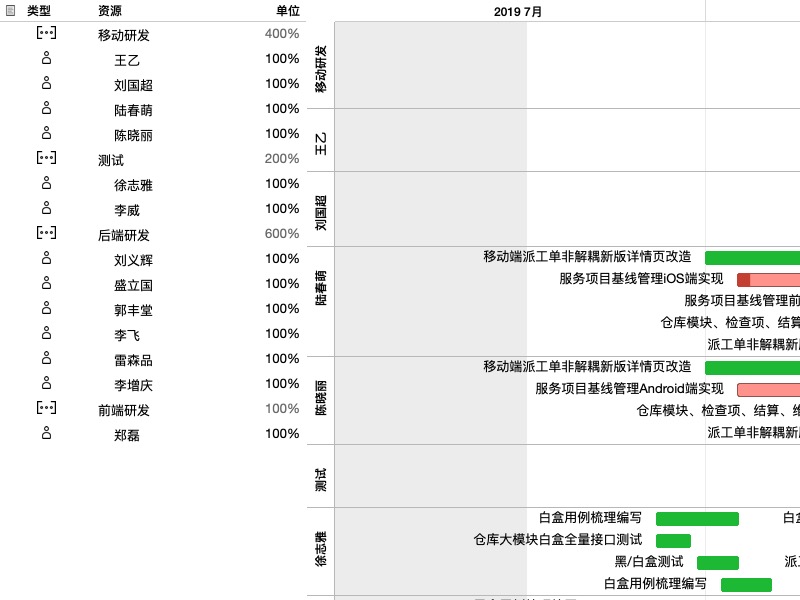 类型 资源 单位
移动研发 400%
王乙 100%
刘国超 100%
陆春萌 100%
陈晓丽 100%
测试 200%
徐志雅 100%
李威 100%
后端研发 600%
刘义辉 100%
盛立国 100%
郭丰堂 100%
李飞 100%
雷森品 100%
李增庆 100%
前端研发 100%
郑磊 100%
2019 7月
移动研发
王乙
刘国超
陆春萌
移动端派工单非解耦新版详情页改造
服务项目基线管理iOS端实现
服务项目基线管理前
仓库模块、检查项、结算
派工单非解耦新
陈晓丽
移动端派工单非解耦新版详情页改造
服务项目基线管理Android端实现
仓库模块、检查项、结算、
派工单非解耦新
测试
徐志雅
白盒用例梳理编写 白
仓库大模块白盒全量接口测试
黑/白盒测试 派
白盒用例梳理编写